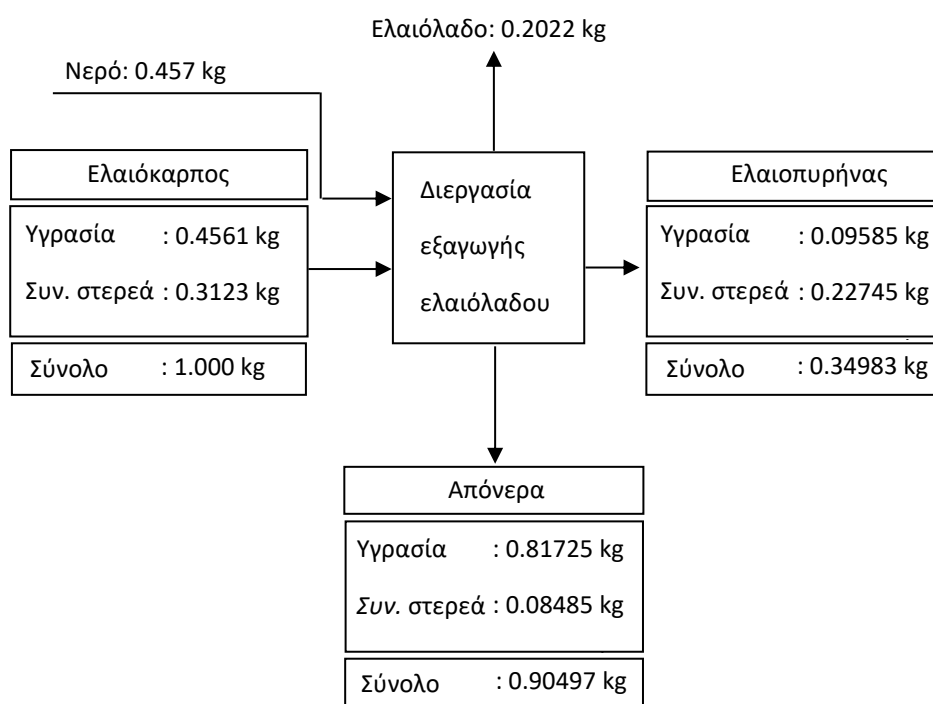 Ελαιόλαδο: 0.2022 kg
Νερό: 0.457 kg
Ελαιόκαρπος
Υγρασία : 0.4561 kg
Συν. στερεά : 0.3123 kg
Σύνολο : 1.000 kg
Διεργασία
εξαγωγής
ελαιόλαδου
Ελαιοπυρήνας
Υγρασία : 0.09585 kg
Συν. στερεά : 0.22745 kg
Σύνολο : 0.34983 kg
Απόνερα
Υγρασία : 0.81725 kg
Συν. στερεά : 0.08485 kg
Σύνολο : 0.90497 kg